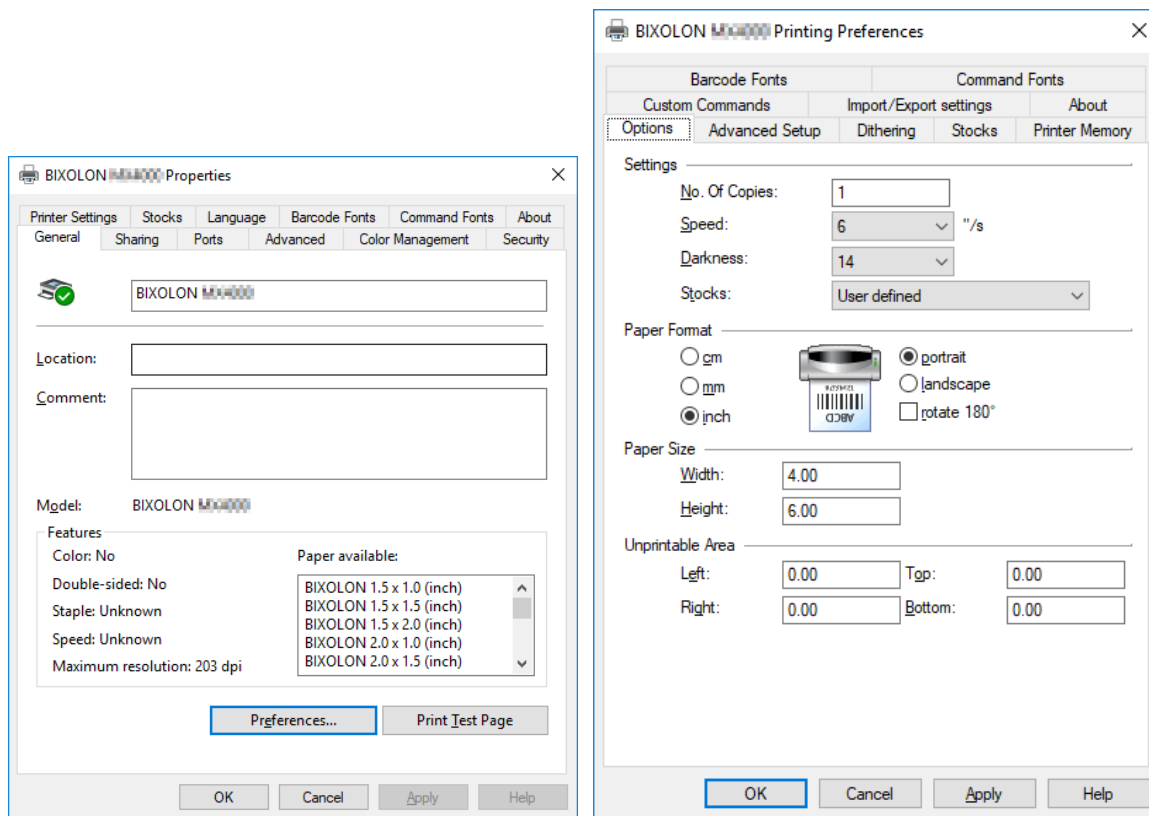 BIXOLON Properties
Printer Settings Stocks Language Barcode Fonts Command Fonts About
General Sharing Ports Advanced Color Management Security
BIXOLON
Location:
Comment:
Model: BIXOLON
Features
Color: No
Double-sided: No
Staple: Unknown
Speed: Unknown
Maximum resolution: 203 dpi
Paper available:
BIXOLON 1.5 x 1.0 (inch)
BIXOLON 1.5 x 1.5 (inch)
BIXOLON 1.5 x 2.0 (inch)
BIXOLON 2.0 x 1.0 (inch)
BIXOLON 2.0 x 1.5 (inch)
Preferences... Print Test Page
OK Cancel Apply Help
BIXOLON Printing Preferences
Barcode Fonts Command Fonts
Custom Commands Import/Export settings About
Options Advanced Setup Dithering Stocks Printer Memory
Settings
No. Of Copies: 1
Speed: 6 "/s
Darkness: 14
Stocks: User defined
Paper Format
cm
mm
inch
ABCD
portrait
landscape
rotate 180°
Paper Size
Width: 4.00
Height: 6.00
Unprintable Area
Left: 0.00 Top: 0.00
Right: 0.00 Bottom: 0.00
OK Cancel Apply Help